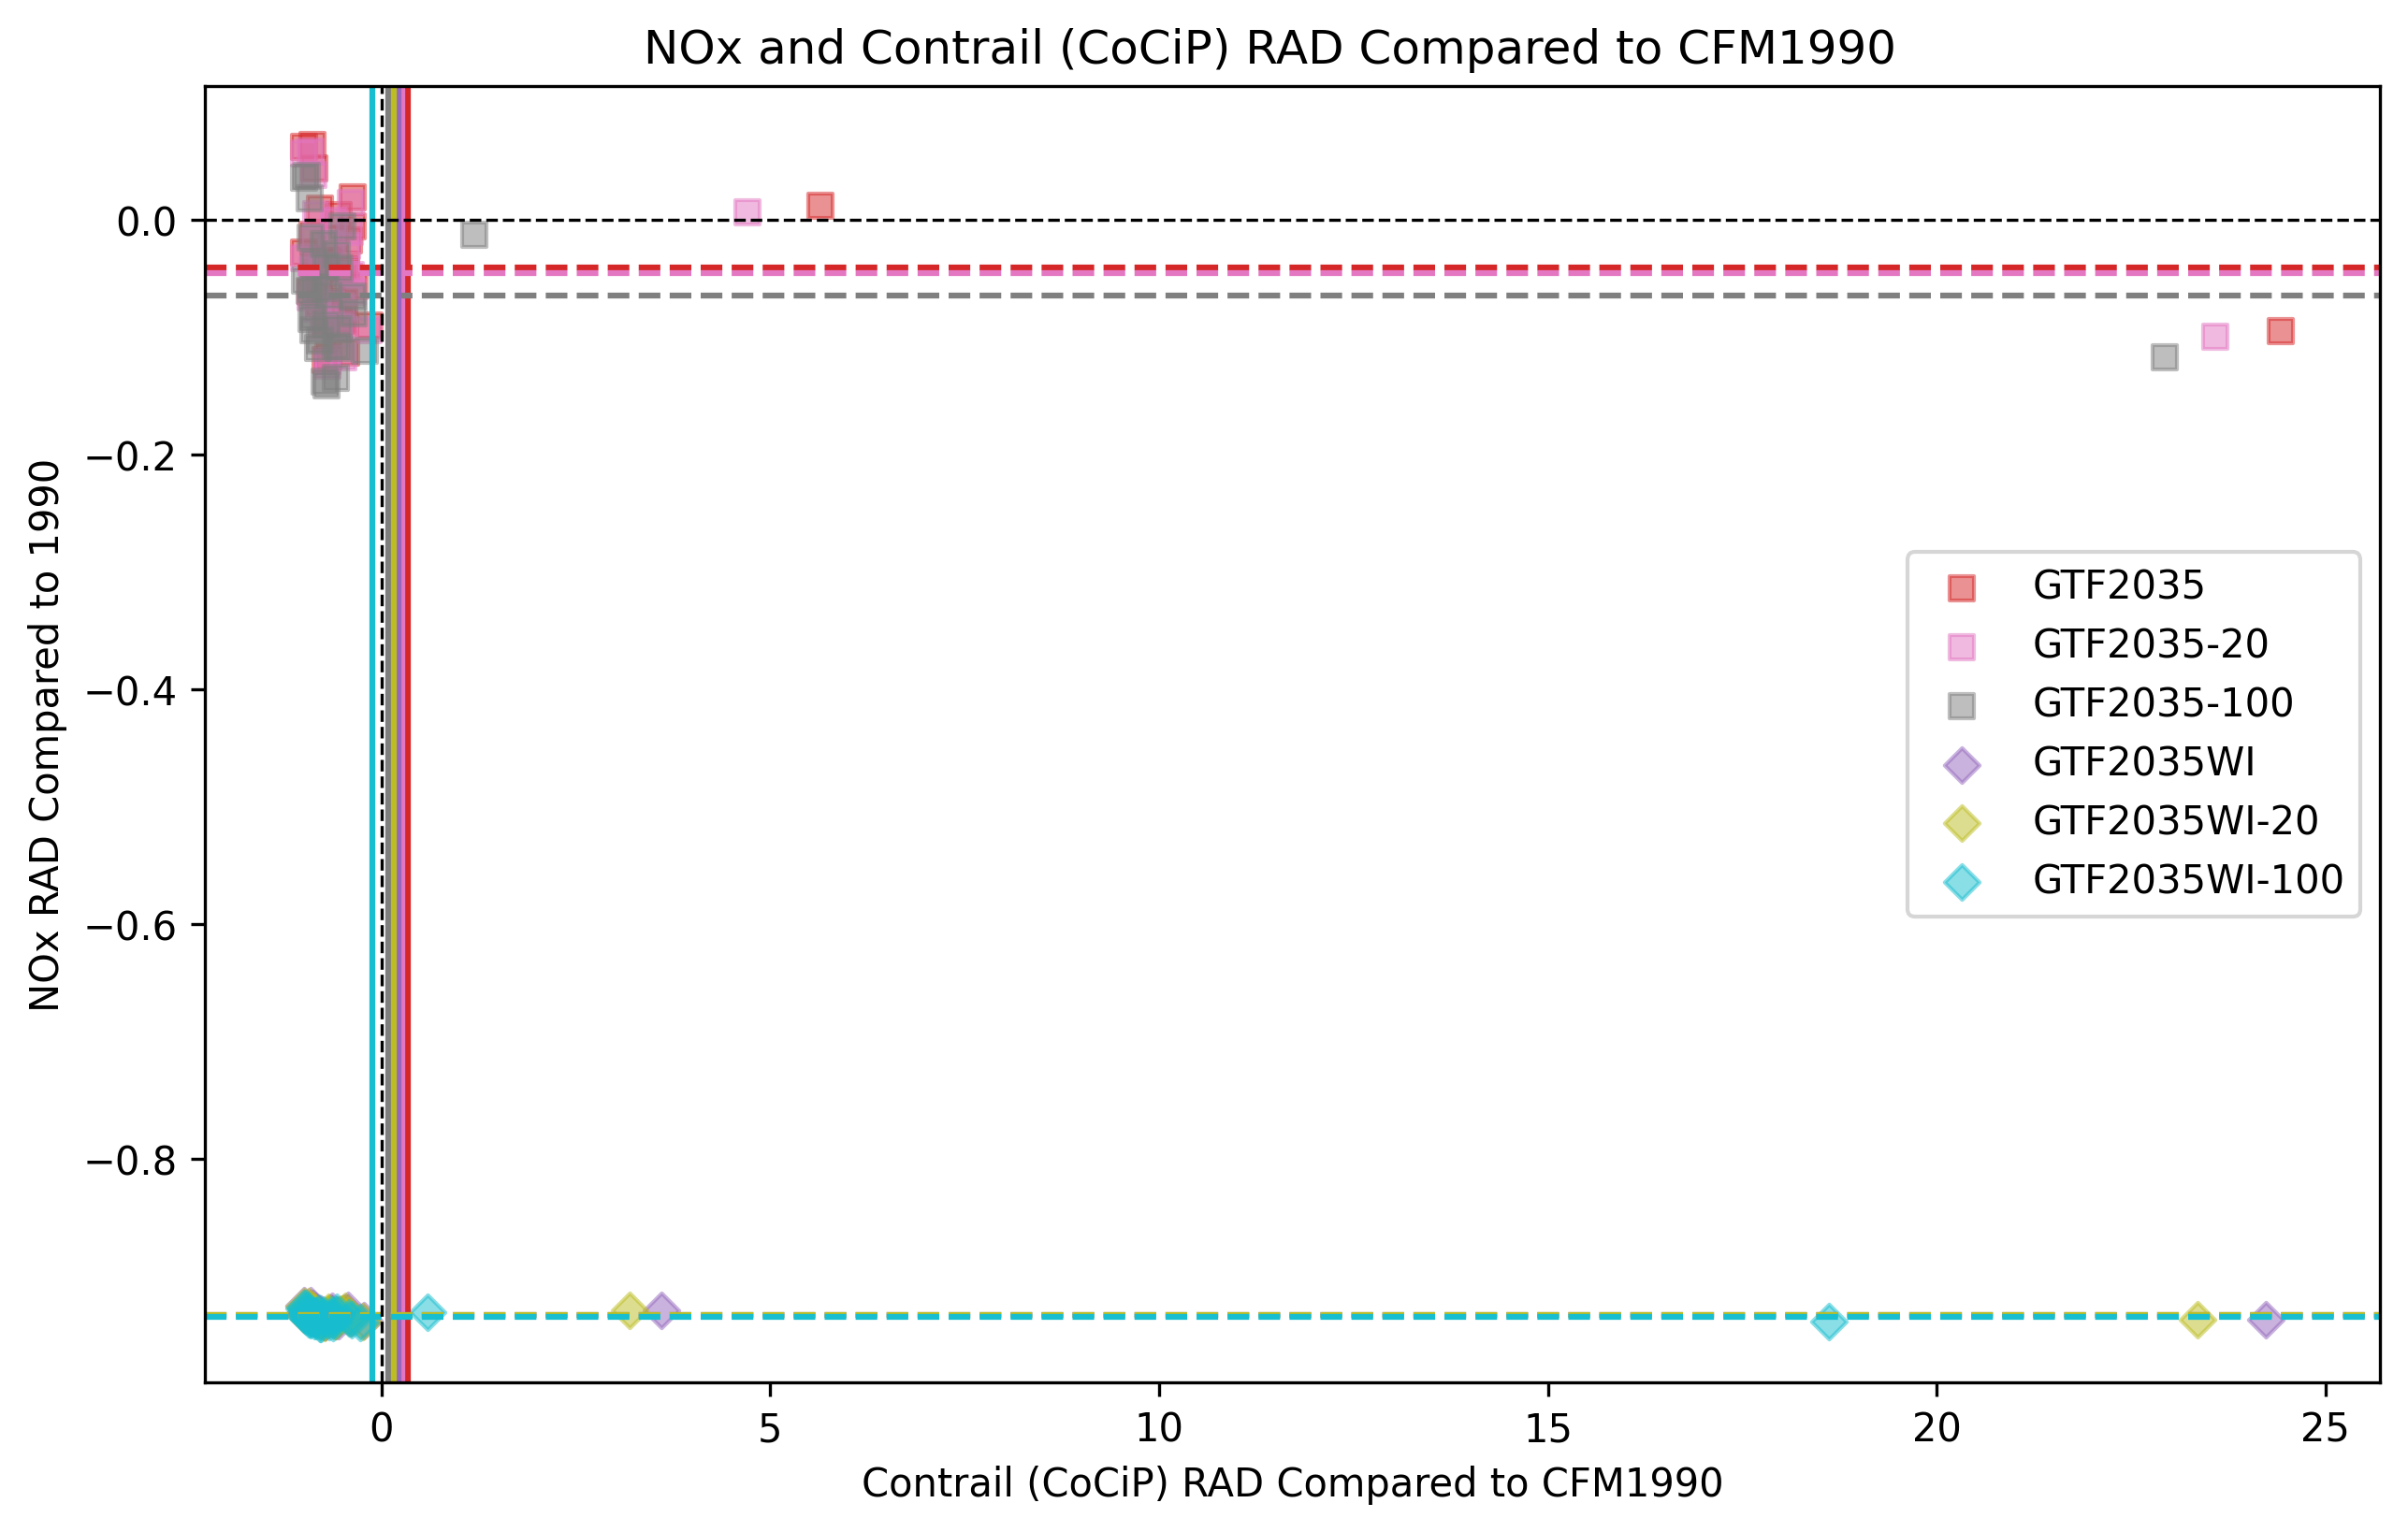 NOx and Contrail (CoCiP) RAD Compared to CFM1990
NOx RAD Compared to 1990
0.0
−0.2
−0.4
−0.6
−0.8
GTF2035
GTF2035-20
GTF2035-100
GTF2035WI
GTF2035WI-20
GTF2035WI-100
0 5 10 15 20 25
Contrail (CoCiP) RAD Compared to CFM1990